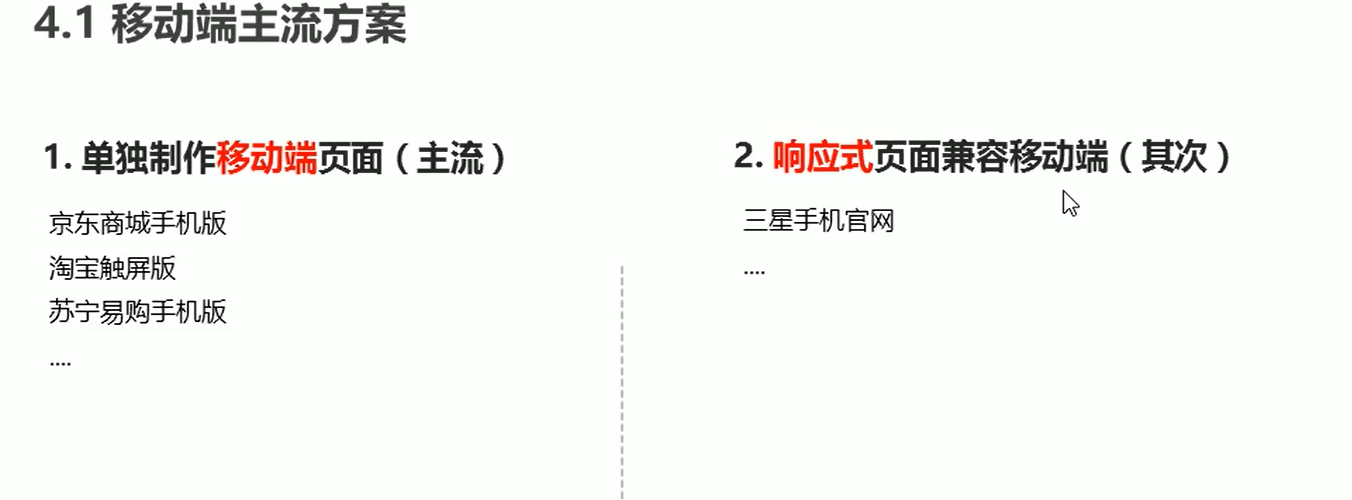 4.1 移动端主流方案
1. 单独制作移动端页面（主流）
京东商城手机版
淘宝触屏版
苏宁易购手机版
....
2. 响应式页面兼容移动端（其次）
三星手机官网
....